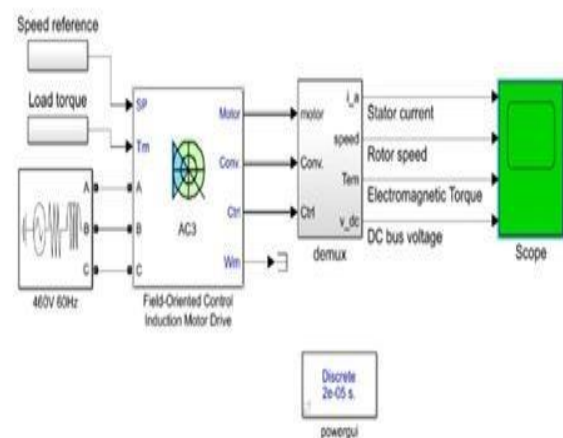 Speed reference
Load torque
SP
Tm
A
B
C
A
B
C
460V 60Hz
AC3
Motor
Conv.
Ctrl
Wm
Field-Oriented Control
Induction Motor Drive
motor
Conv.
Ctrl
i_a
speed
Tem
v_dc
demux
Stator current
Rotor speed
Electromagnetic Torque
DC bus voltage
Scope
Discrete
2e-05 s.
powergui